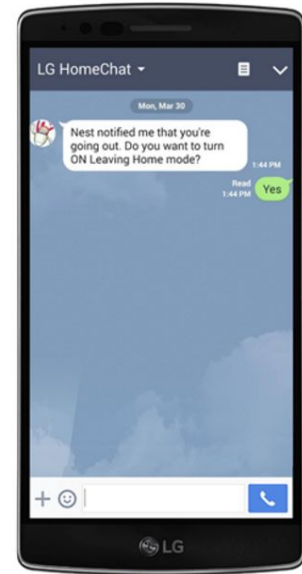 LG HomeChat
Mon, Mar 30
Nest notified me that you're
going out. Do you want to turn
ON Leaving Home mode?
1:44 PM
Read
1:44 PM
Yes
LG